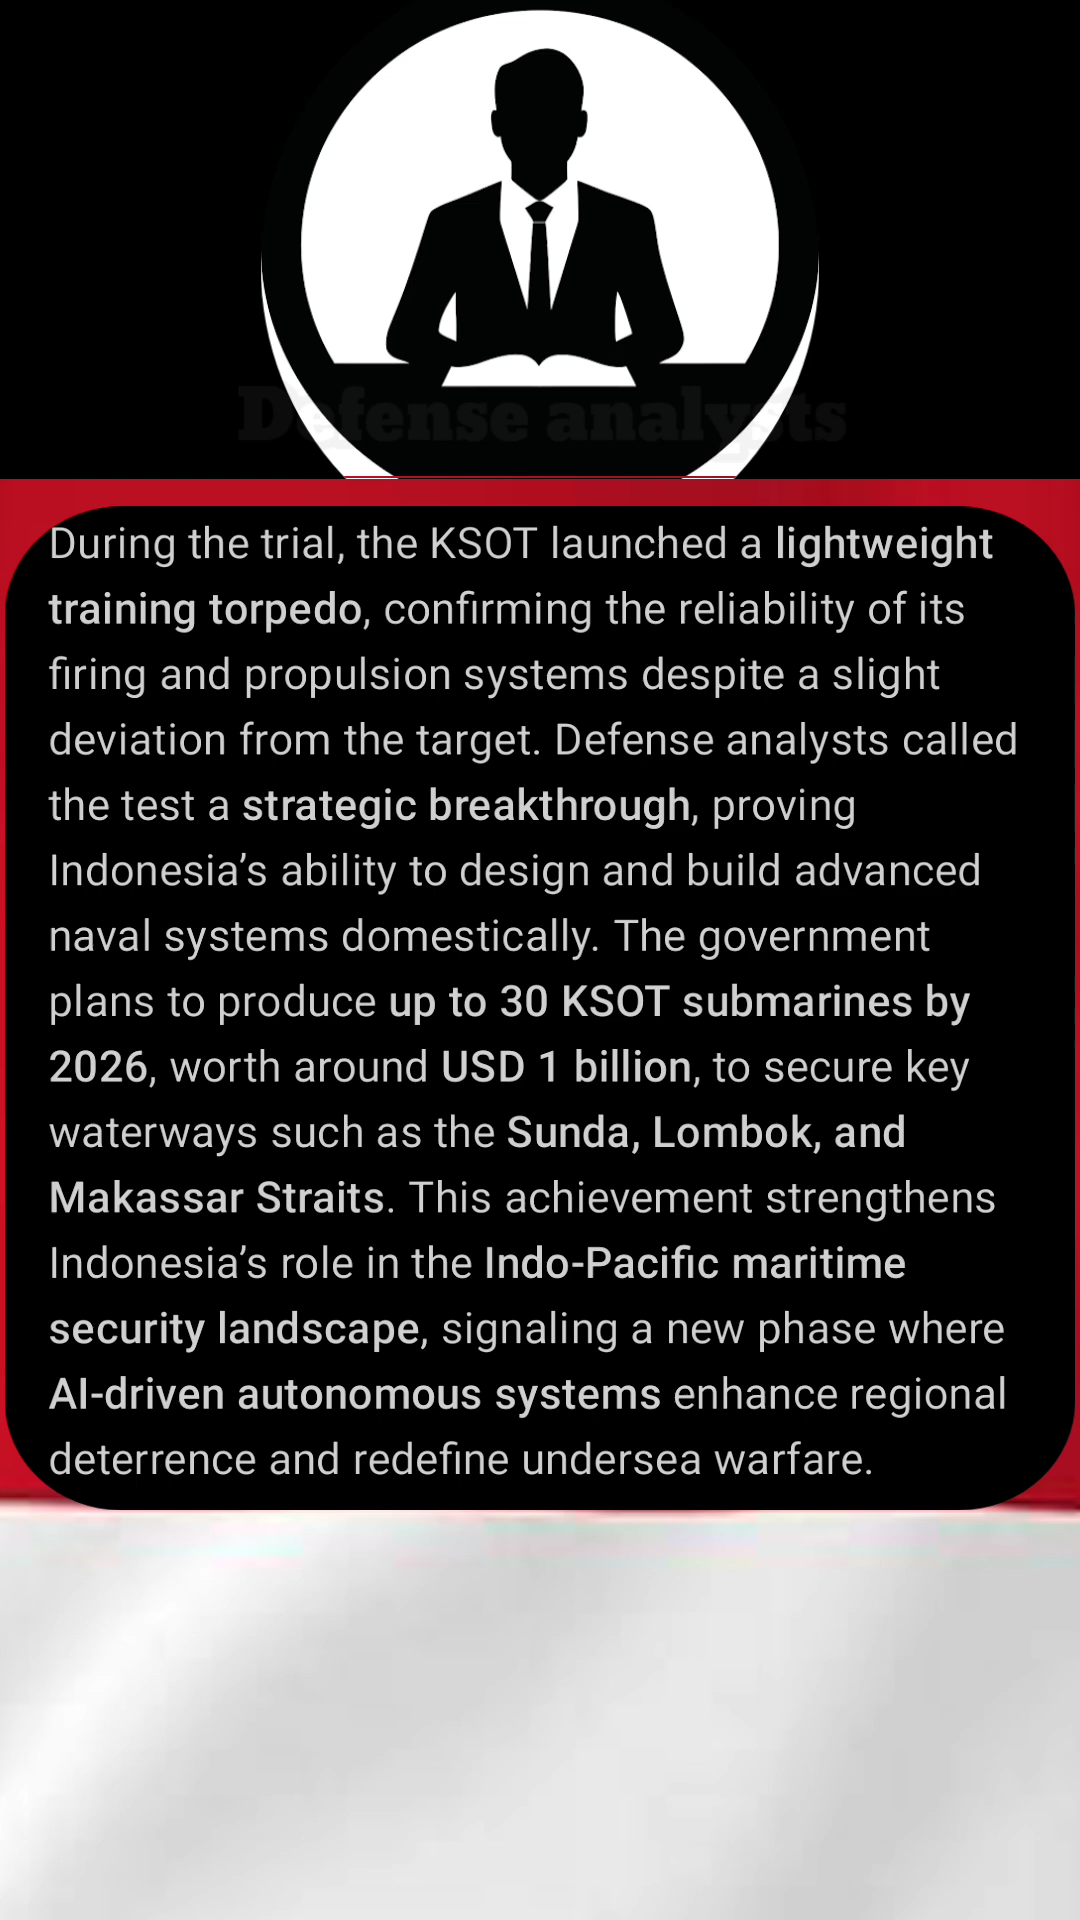 Defense analysts
During the trial, the KSOT launched a lightweight
training torpedo, confirming the reliability of its
firing and propulsion systems despite a slight
deviation from the target. Defense analysts called
the test a strategic breakthrough, proving
Indonesia’s ability to design and build advanced
naval systems domestically. The government
plans to produce up to 30 KSOT submarines by
2026, worth around USD 1 billion, to secure key
waterways such as the Sunda, Lombok, and
Makassar Straits. This achievement strengthens
Indonesia’s role in the Indo-Pacific maritime
security landscape, signaling a new phase where
AI-driven autonomous systems enhance regional
deterrence and redefine undersea warfare.